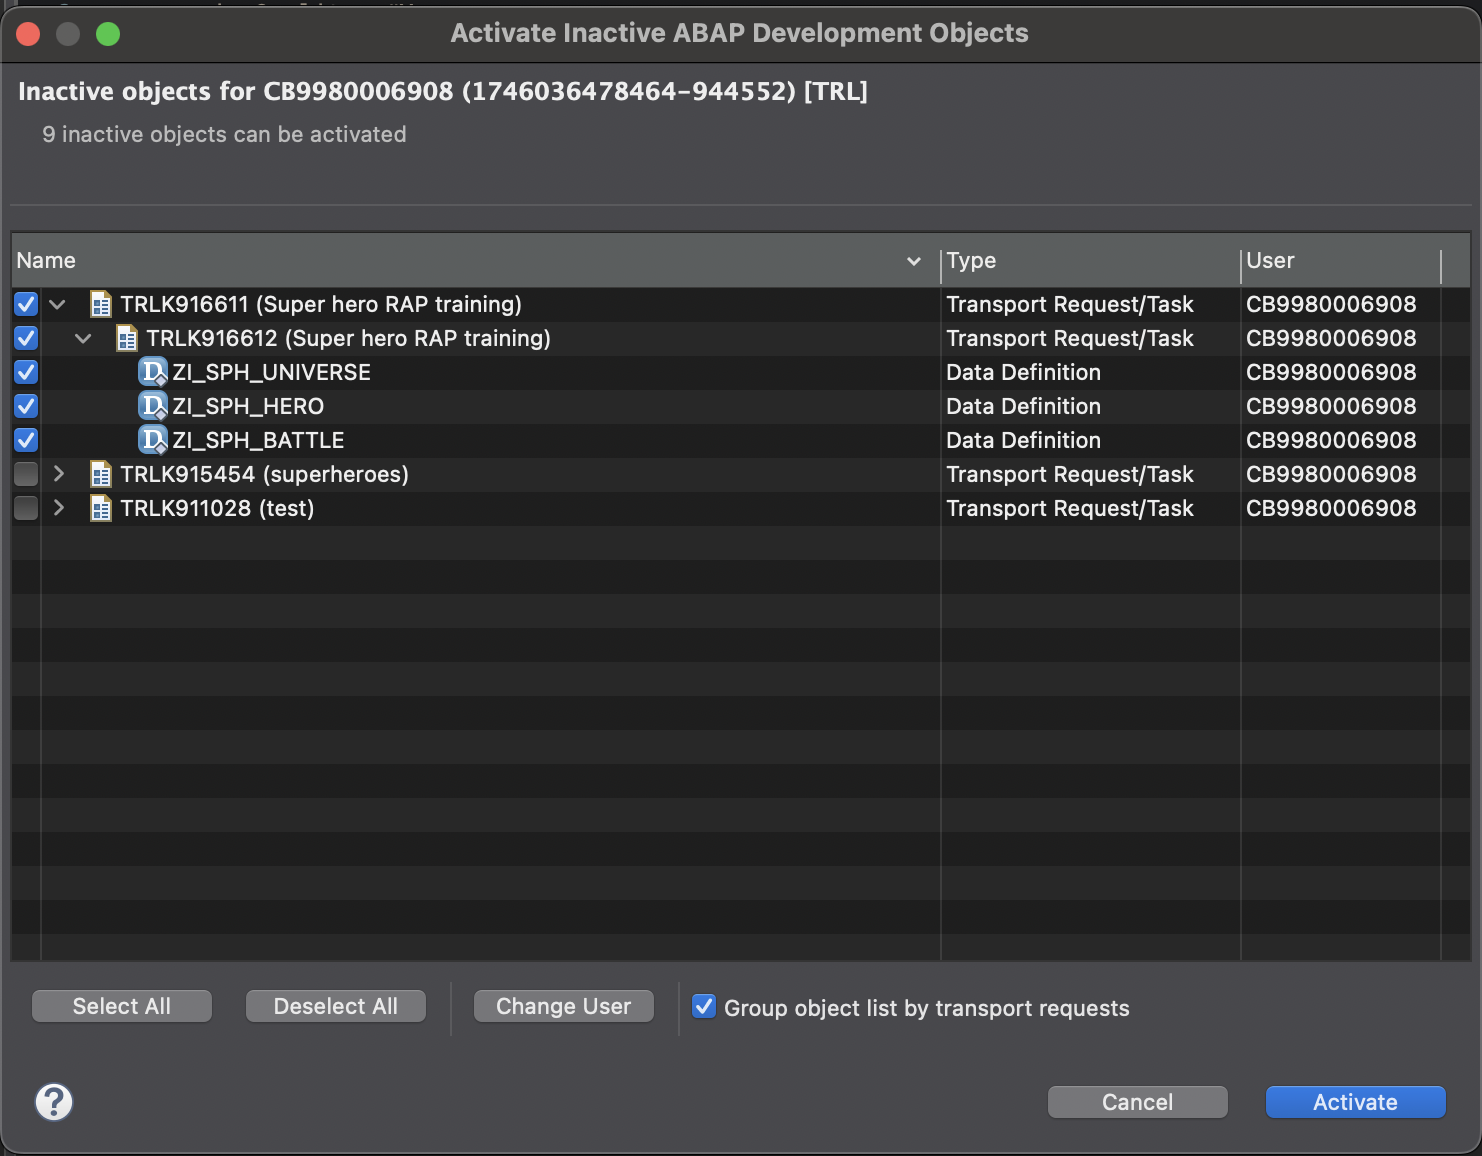 Activate Inactive ABAP Development Objects
Inactive objects for CB9980006908 (1746036478464-944552) [TRL]
9 inactive objects can be activated
Name Type User
TRLK916611 (Super hero RAP training) Transport Request/Task CB9980006908
TRLK916612 (Super hero RAP training) Transport Request/Task CB9980006908
D ZI_SPH_UNIVERSE Data Definition CB9980006908
D ZI_SPH_HERO Data Definition CB9980006908
D ZI_SPH_BATTLE Data Definition CB9980006908
TRLK915454 (superheroes) Transport Request/Task CB9980006908
TRLK911028 (test) Transport Request/Task CB9980006908
Select All Deselect All Change User Group object list by transport requests
? Cancel Activate